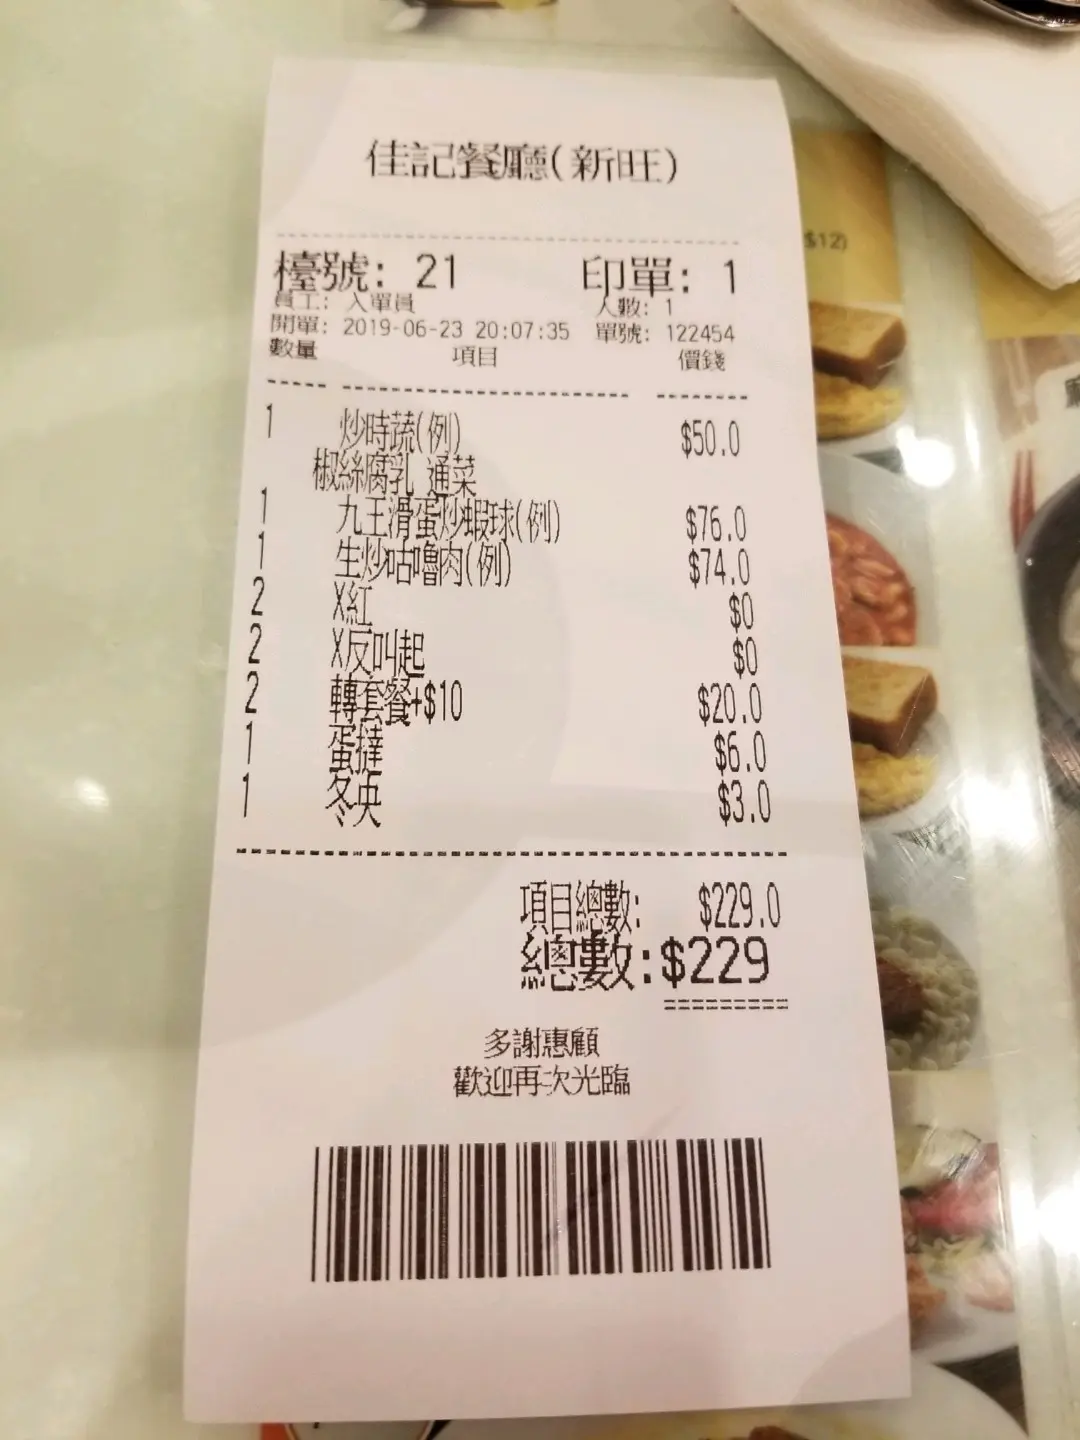 佳記餐廳(新旺)
檯號: 21 印單: 1
員工: 入單員 人數: 1
開單: 2019-06-23 20:07:35 單號: 122454
數量 項目 價錢
1 炒時蔬(例) $50.0
椒絲腐乳 通菜
1 九王滑蛋炒蝦球(例) $76.0
1 生炒咕嚕肉(例) $74.0
2 X紅 $0
2 X反叫起 $0
2 轉套餐+$10 $20.0
1 蛋撻 $6.0
1 冬央 $3.0
項目總數: $229.0
總數:$229
=========
多謝惠顧
歡迎再次光臨
$12)